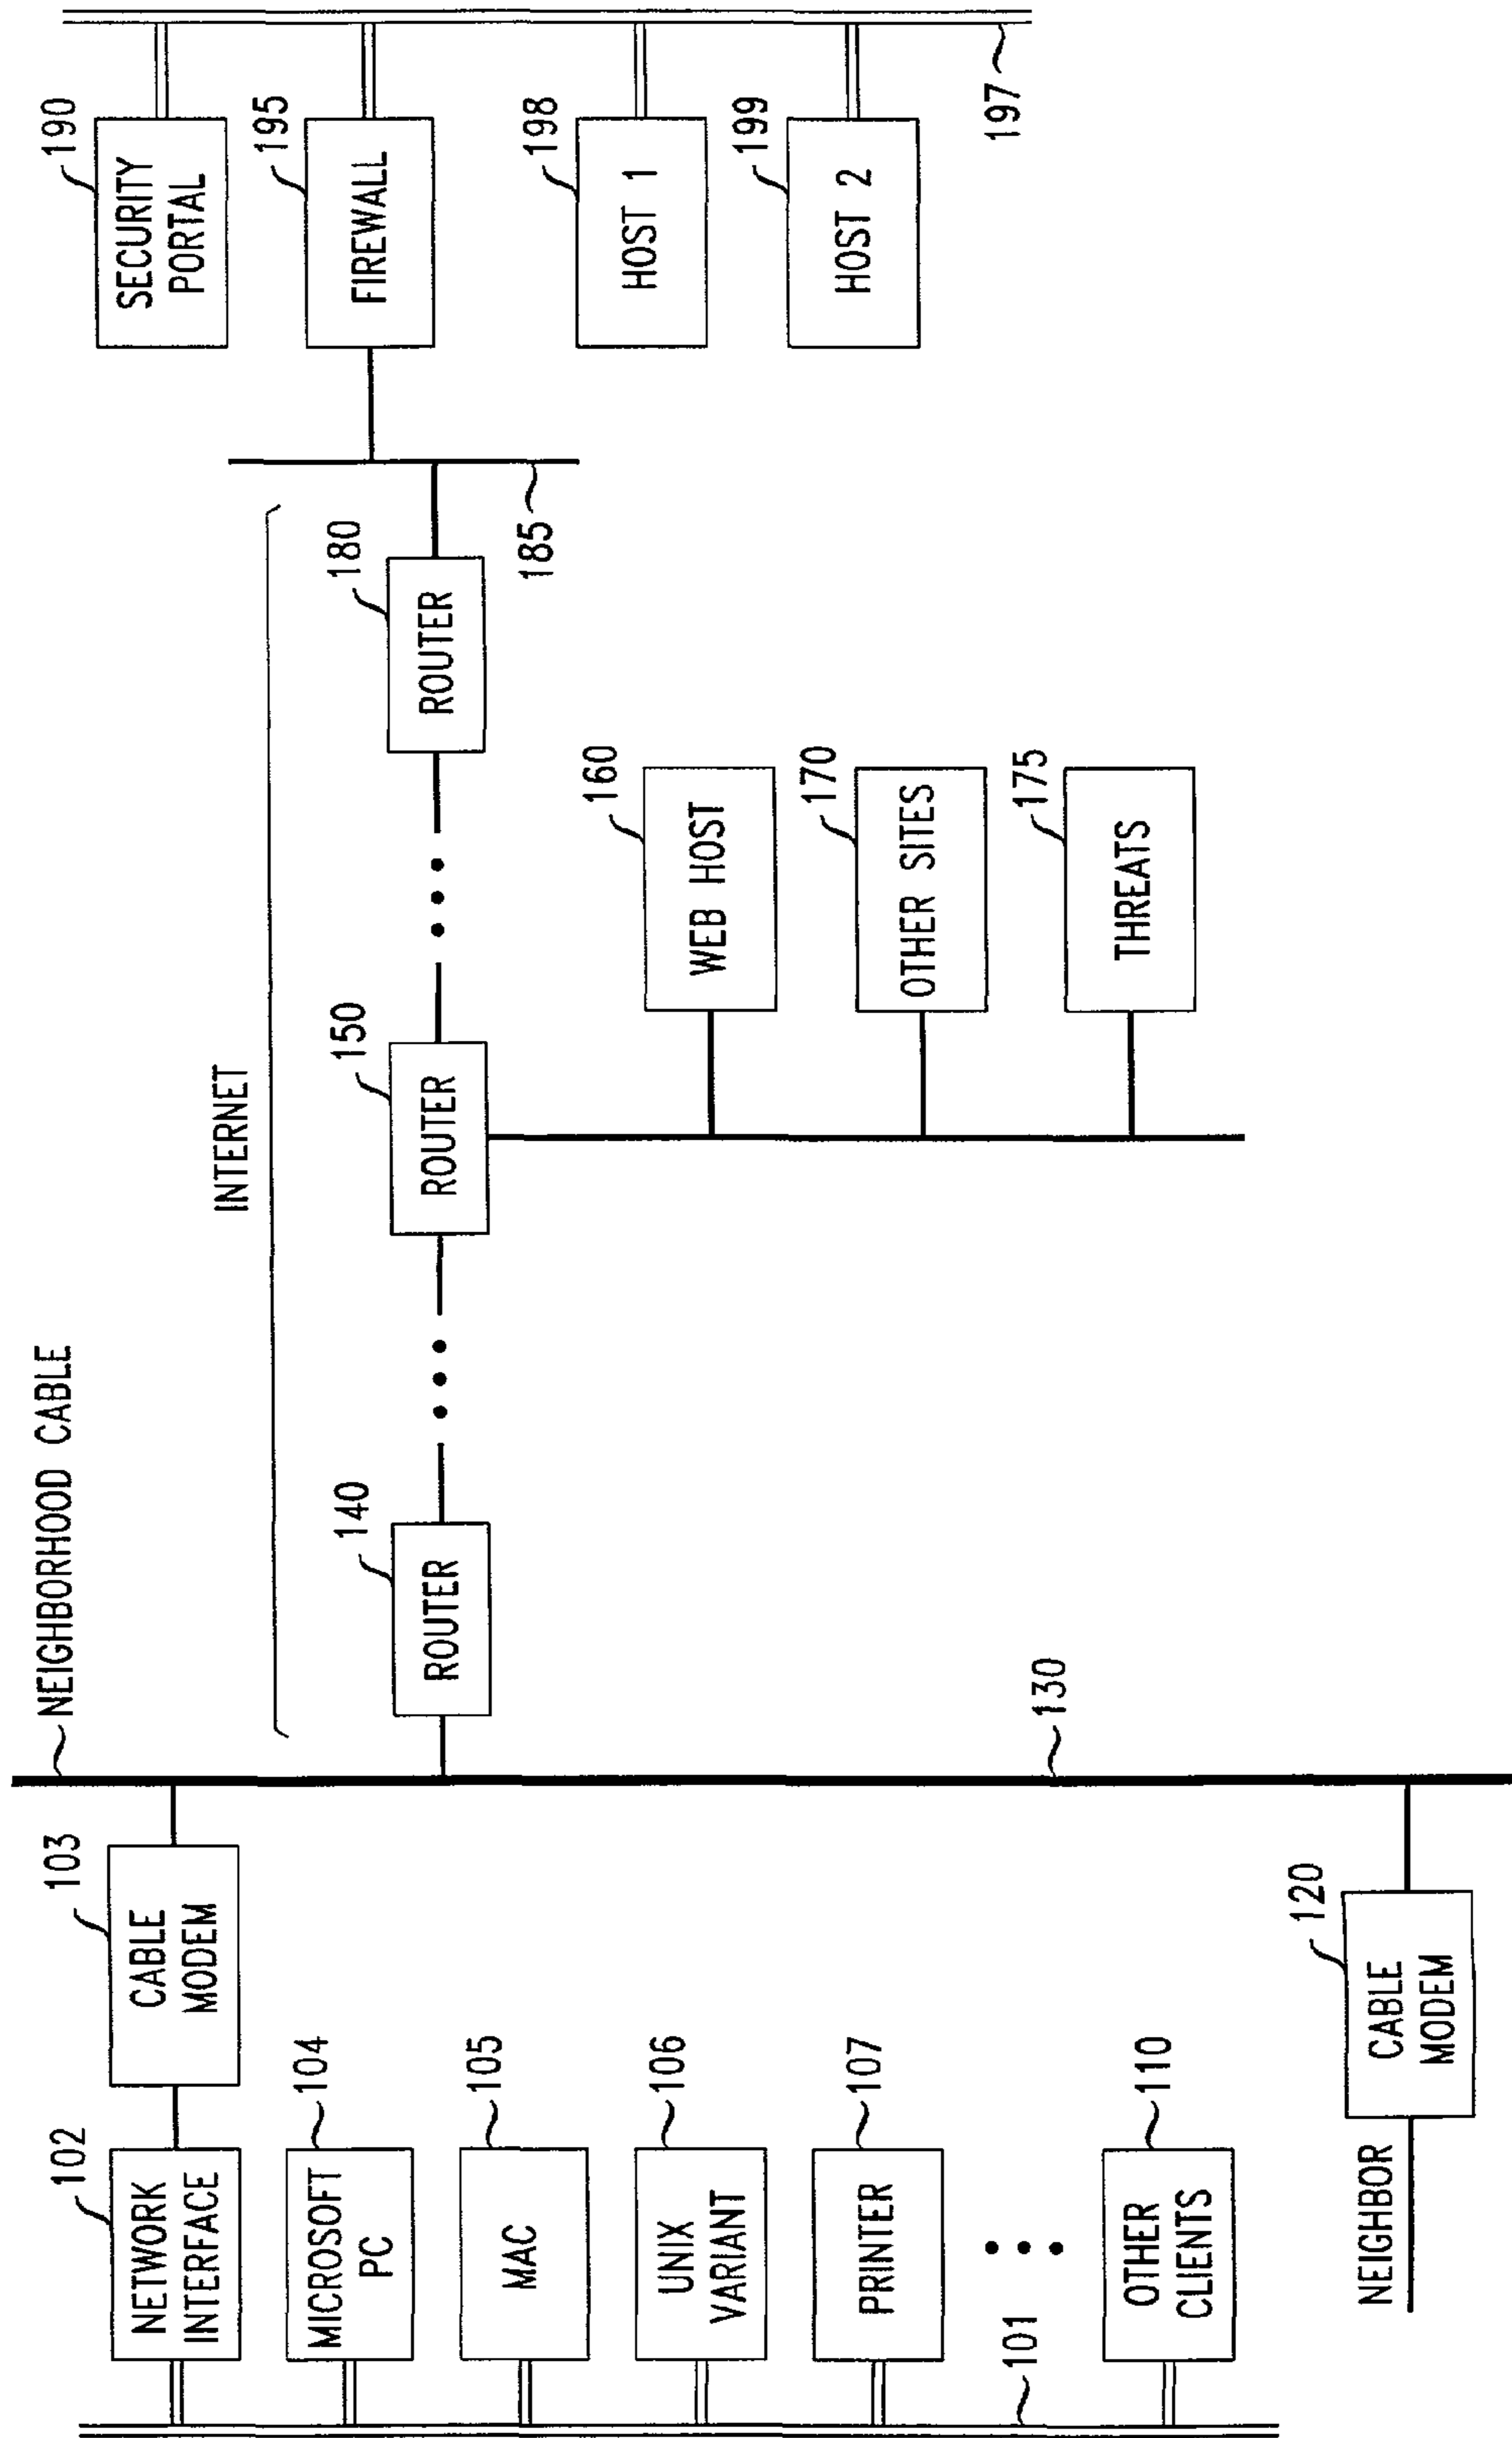 NEIGHBORHOOD CABLE
INTERNET
102
NETWORK
INTERFACE
103
CABLE
MODEM
104
MICROSOFT
PC
105
MAC
106
UNIX
VARIANT
107
PRINTER
110
OTHER
CLIENTS
101
NEIGHBOR
120
CABLE
MODEM
130
140
ROUTER
150
ROUTER
160
WEB HOST
170
OTHER SITES
175
THREATS
180
ROUTER
185
190
SECURITY
PORTAL
195
FIREWALL
198
HOST 1
199
HOST 2
197